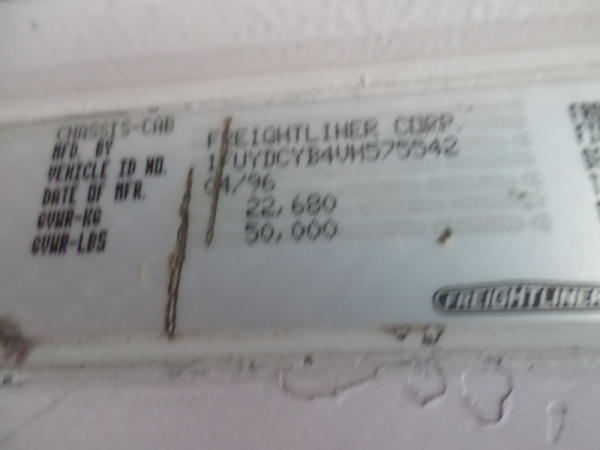 CHASSIS-CAB
MFD. BY FREIGHTLINER CORP.
VEHICLE ID NO. 1FUYDCYB4VH575542
DATE OF MFR. 04/96
GVWR-KG 22,680
GVWR-LBS 50,000
FREIGHTLINER